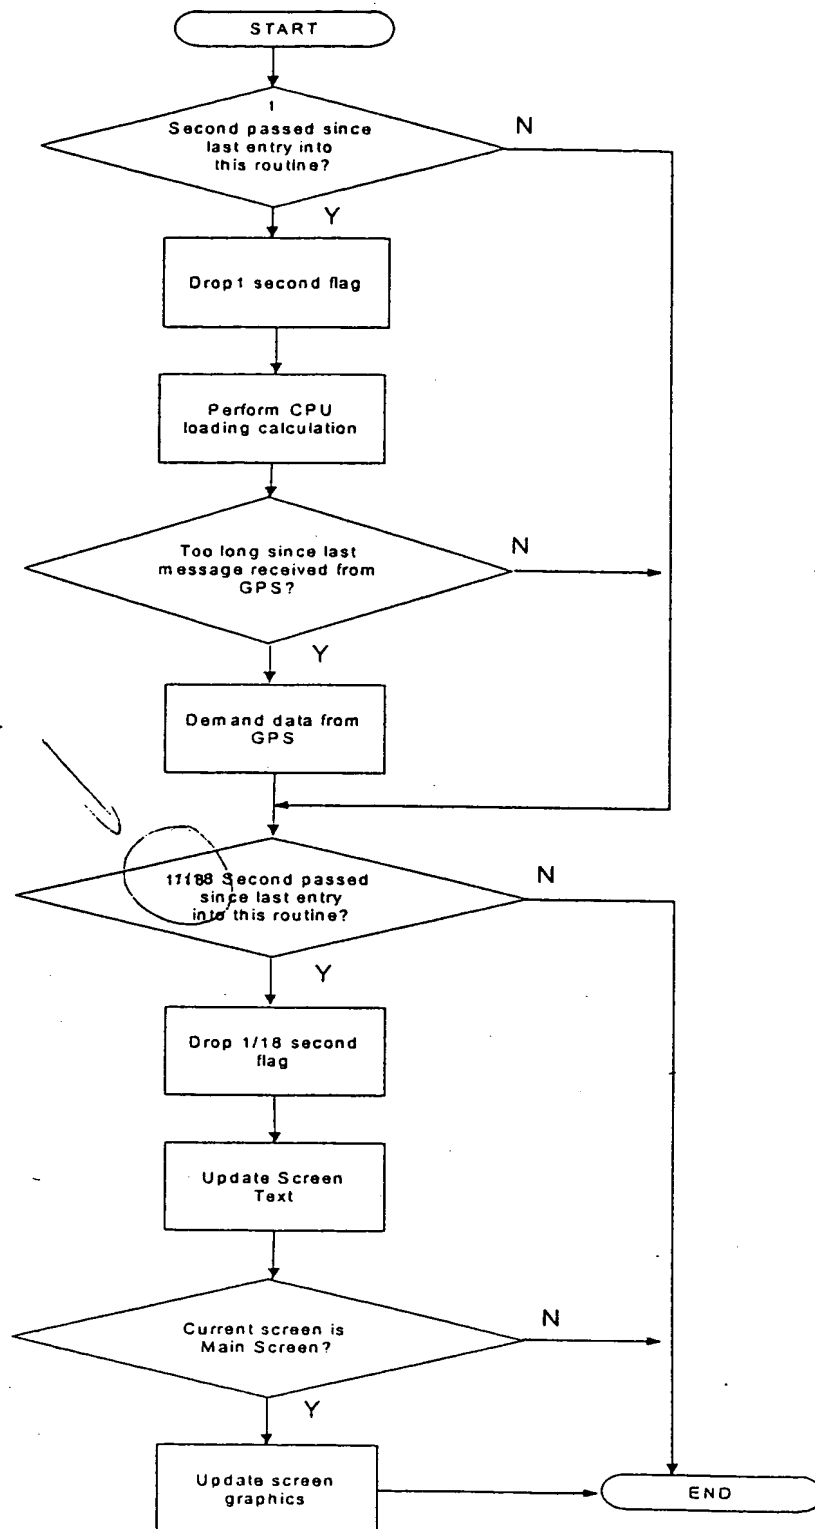 START
1
Second passed since
last entry into
this routine?
N
Y
Drop1 second flag
Perform CPU
loading calculation
Too long since last
message received from
GPS?
N
Y
Demand data from
GPS
Second passed
since last entry
into this routine?
N
Y
Drop 1/18 second
flag
Update Screen
Text
Current screen is
Main Screen?
N
Y
Update screen
graphics
END